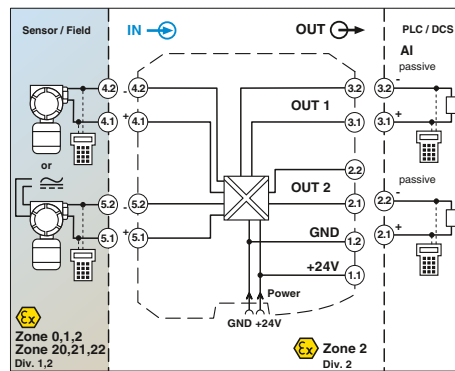 Sensor / Field
IN
OUT
PLC / DCS
AI
passive
4.2
4.2
-
3.2
3.2
-
OUT 1
4.1
+
4.1
3.1
3.1
+
or
2.2
passive
5.2
-
5.2
OUT 2
2.1
2.2
-
5.1
+
5.1
GND
1.2
2.1
+
+24V
1.1
Power
GND +24V
Ex
Zone 0,1,2
Zone 20,21,22
Div. 1,2
Ex
Zone 2
Div. 2